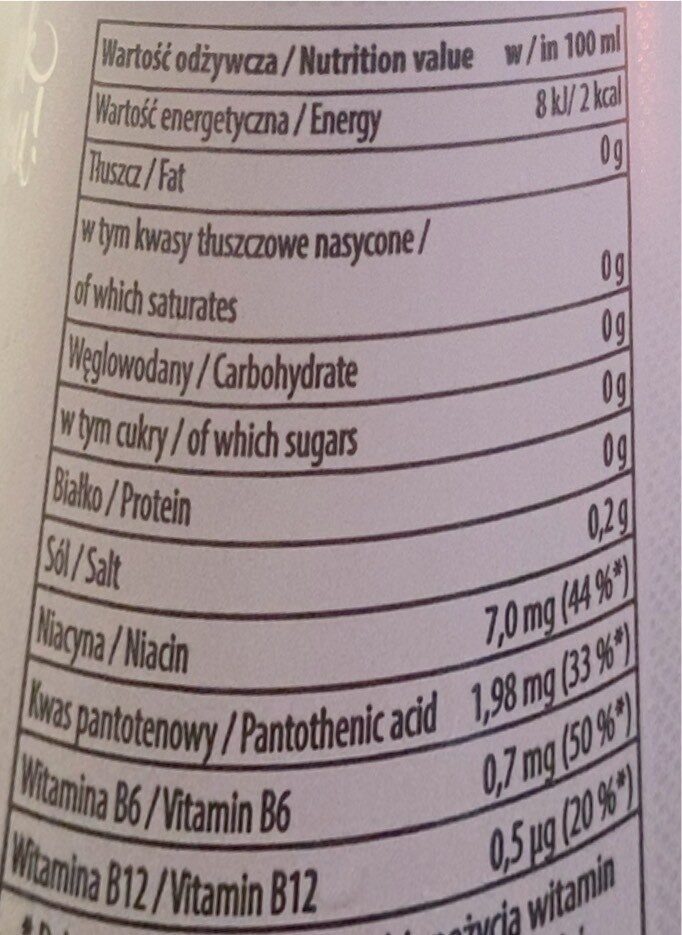 Wartość odżywcza / Nutrition value w / in 100 ml
Wartość energetyczna / Energy 8 kJ/ 2 kcal
Tłuszcz / Fat 0 g
w tym kwasy tłuszczowe nasycone /
of which saturates 0 g
Węglowodany / Carbohydrate 0 g
w tym cukry / of which sugars 0 g
Białko / Protein 0 g
Sól / Salt 0,2 g
Niacyna / Niacin 7,0 mg (44 %*)
Kwas pantotenowy / Pantothenic acid 1,98 mg (33 %*)
Witamina B6 / Vitamin B6 0,7 mg (50 %*)
Witamina B12 / Vitamin B12 0,5 µg (20 %*)
witamin